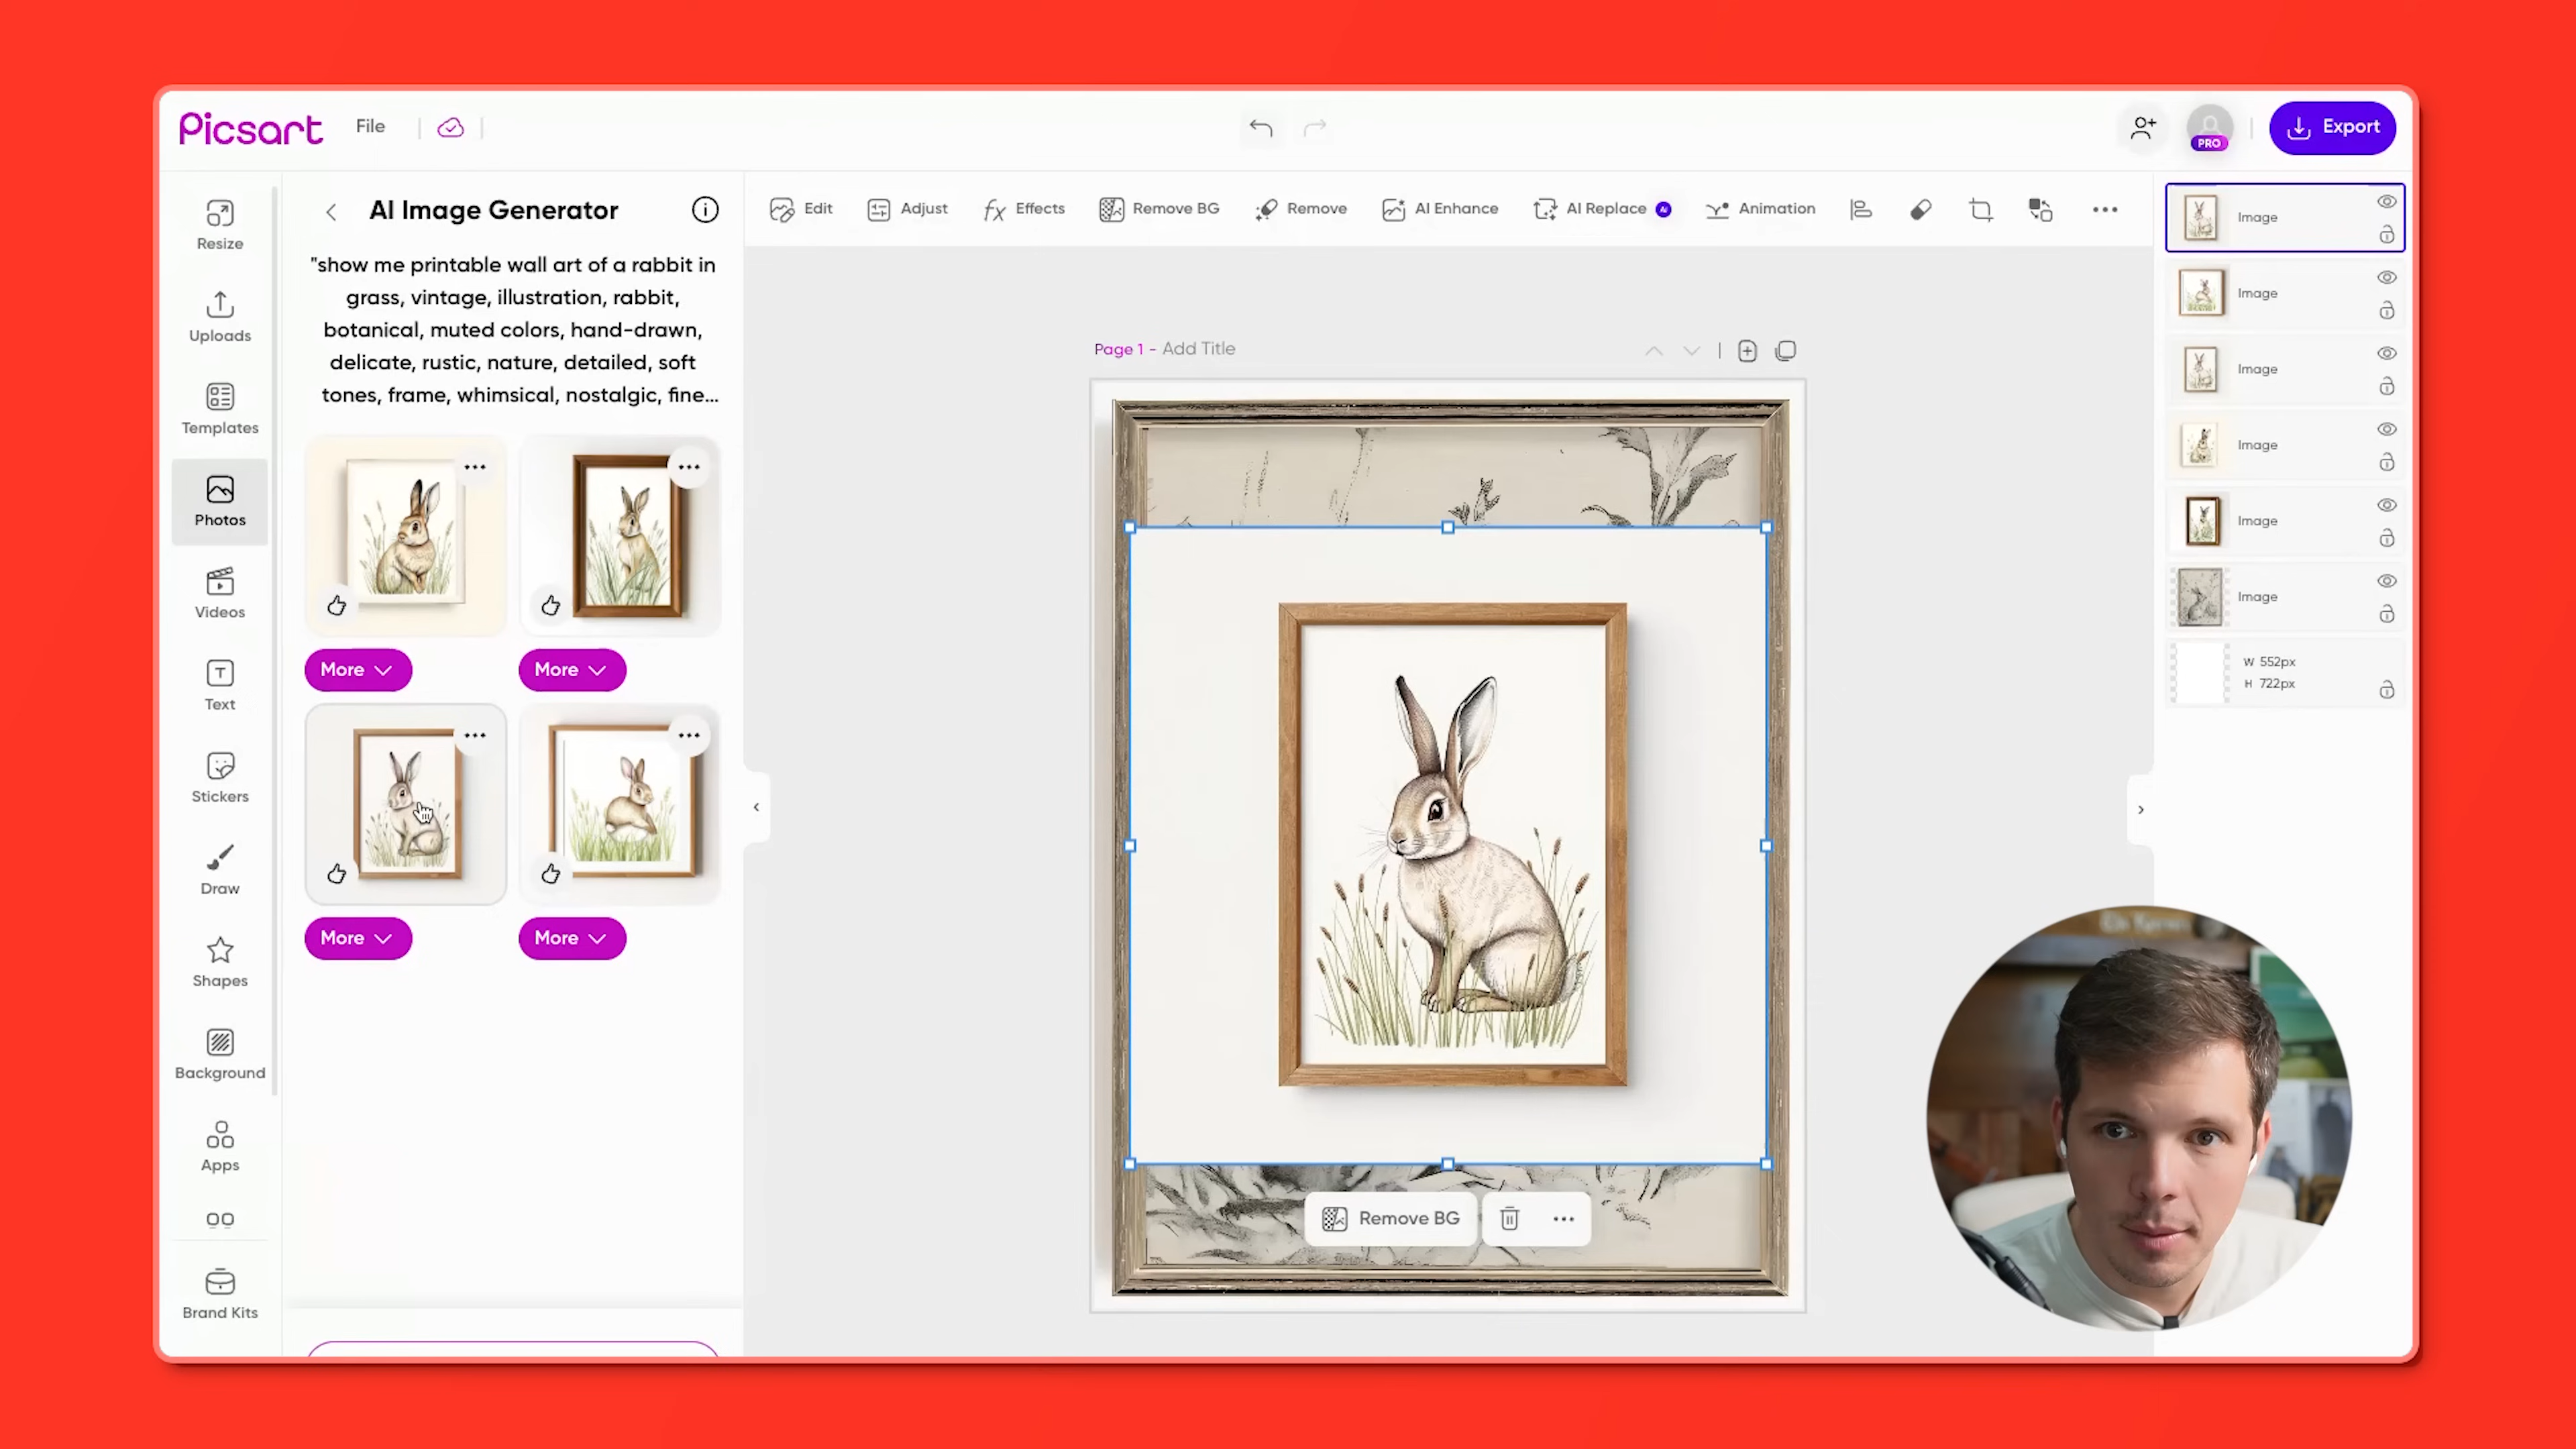 Picsart
File
PRO
Export
Resize
Uploads
Templates
Photos
Videos
Text
Stickers
Draw
Shapes
Background
Apps
Brand Kits
AI Image Generator
"show me printable wall art of a rabbit in
grass, vintage, illustration, rabbit,
botanical, muted colors, hand-drawn,
delicate, rustic, nature, detailed, soft
tones, frame, whimsical, nostalgic, fine...
More
More
More
More
Edit
Adjust
fx Effects
Remove BG
Remove
AI Enhance
AI Replace
Ai
Animation
Page 1 - Add Title
Remove BG
Image
Image
Image
Image
Image
Image
W 552px
H 722px